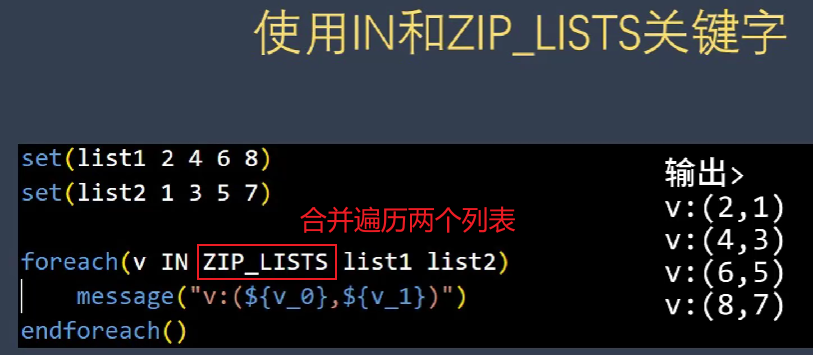 使用IN和ZIP_LISTS关键字
set(list1 2 4 6 8)
set(list2 1 3 5 7)
合并遍历两个列表
foreach(v IN ZIP_LISTS list1 list2)
message("v:(${v_0},${v_1})")
endforeach()
输出>
v:(2,1)
v:(4,3)
v:(6,5)
v:(8,7)